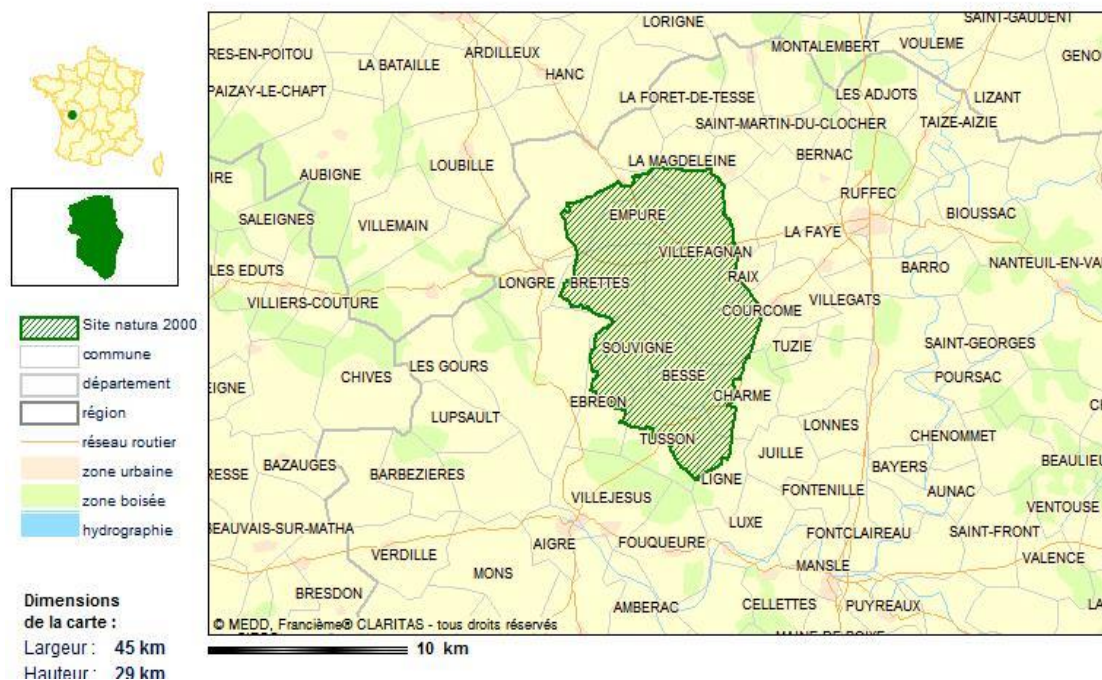 Site natura 2000
commune
département
région
réseau routier
zone urbaine
zone boisée
hydrographie
Dimensions
de la carte :
Largeur : 45 km
Hauteur : 29 km
LORIGNE
SAINT-GAUDENT
RES-EN-POITOU
ARDILLEUX
MONTALEMBERT
VOULEME
LA BATAILLE
HANC
GENO
PAIZAY-LE-CHAPT
LA FORET-DE-TESSE
LES ADJOTS
LIZANT
SAINT-MARTIN-DU-CLOCHER
TAIZE-AIZIE
LOUBILLE
LA MAGDELEINE
BERNAC
IRE
AUBIGNE
RUFFEC
SALEIGNES
VILLEMAIN
EMPURE
BIOUSSAC
LA FAYE
VILLEFAGNAN
LES EDUTS
LONGRE
BRETTES
RAIX
BARRO
NANTEUIL-EN-VA
VILLIERS-COUTURE
COURCOME
VILLEGATS
SOUVIGNE
TUZIE
SAINT-GEORGES
EIGNE
CHIVES
LES GOURS
BESSE
POURSAC
EBREON
CHARME
LUPSAULT
LONNES
CH
TUSSON
CHENOMMET
RESSE
BAZAUGES
BARBEZIERES
JUILLE
BAYERS
BEAULIEU
LIGNE
FONTENILLE
AUNAC
VILLEJESUS
VENTOUSE
BEAUVAIS-SUR-MATHA
LUXE
FONTCLAIREAU
SAINT-FRONT
VERDILLE
AIGRE
FOUQUEURE
VALENCE
MONS
MANSLE
BRESDON
AMBERAC
CELLETTES
PUYREAUX
LA
© MEDD, Francième® CLARITAS - tous droits réservés
10 km